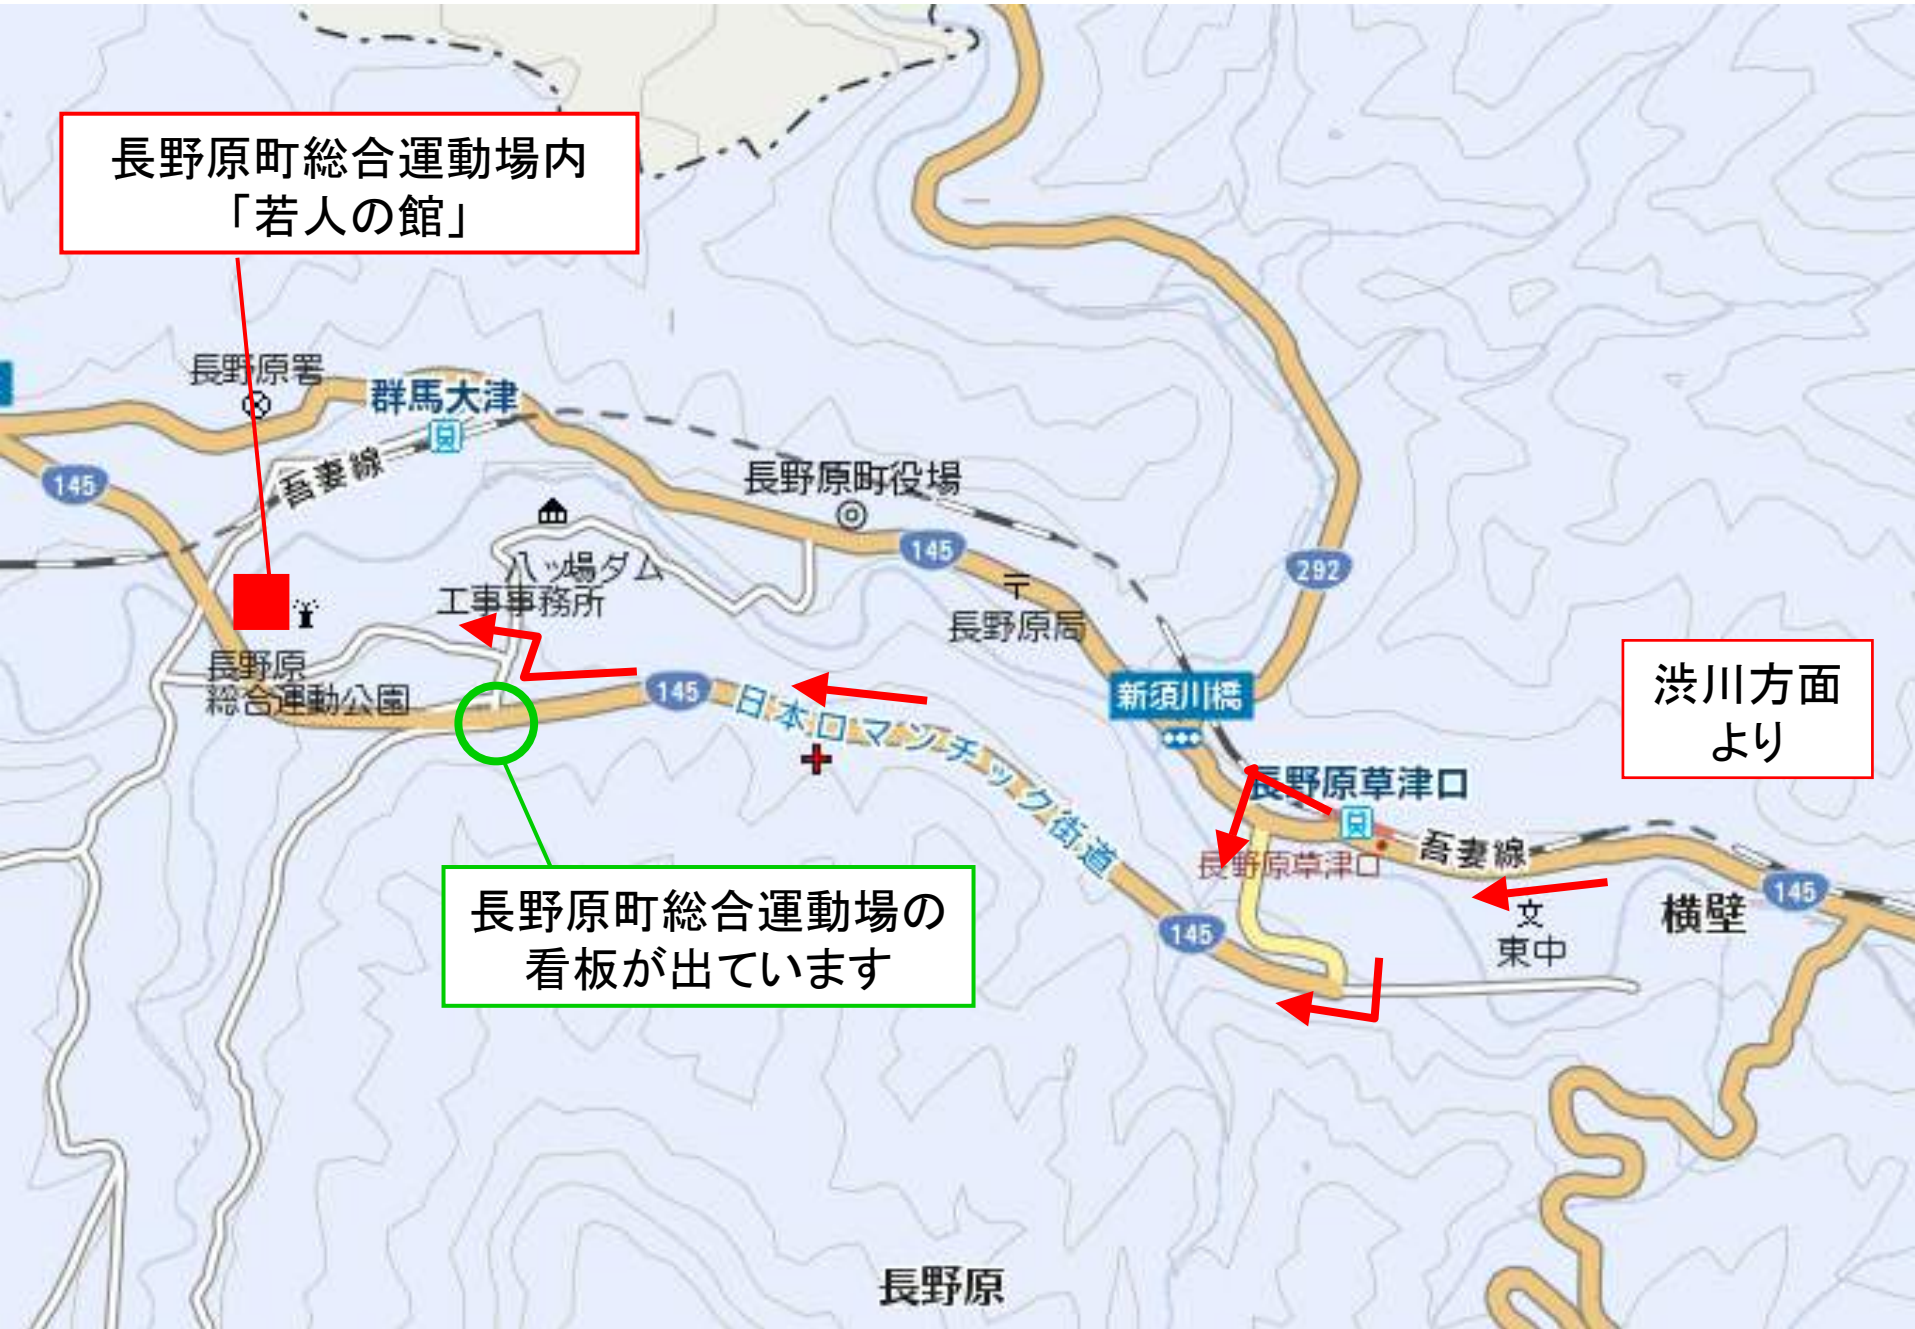 長野原町総合運動場内
「若人の館」
長野原署
群馬大津
吾妻線
145
長野原町役場
八ッ場ダム
工事事務所
145
292
長野原局
長野原
総合運動公園
145
日本ロマンチック街道
新須川橋
渋川方面
より
長野原草津口
長野原草津口
吾妻線
145
横壁
文
東中
145
長野原町総合運動場の
看板が出ています
長野原